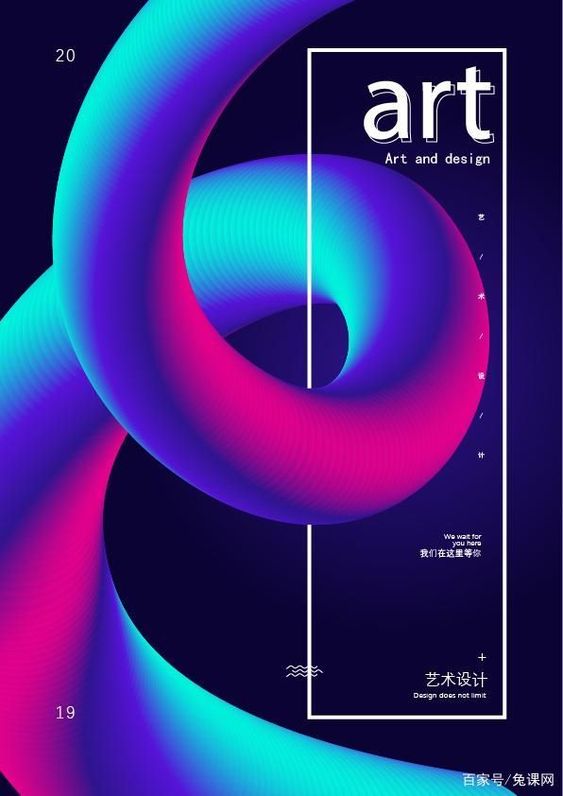 20
art
Art and design
艺
/
术
/
设
/
计
We wait for
you here
我们在这里等你
+
艺术设计
Design does not limit
19
百家号/兔课网